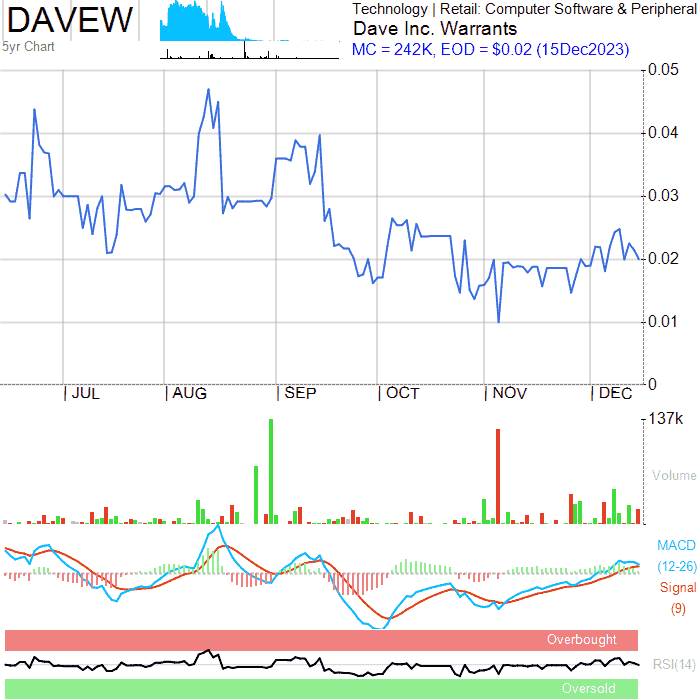 DAVEW
5yr Chart
Technology | Retail: Computer Software & Peripheral
Dave Inc. Warrants
MC = 242K, EOD = $0.02 (15Dec2023)
0.05
0.04
0.03
0.02
0.01
0
JUL
AUG
SEP
OCT
NOV
DEC
137k
Volume
MACD
(12-26)
Signal
(9)
Overbought
RSI(14)
Oversold